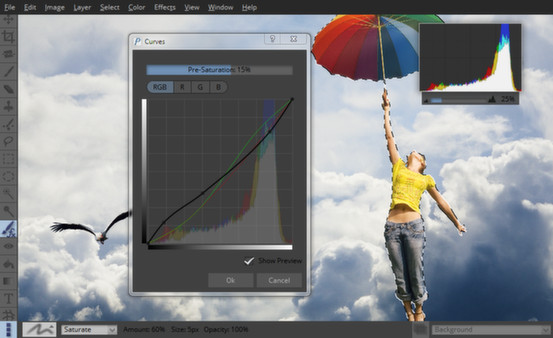 File Edit Image Layer Select Color Effects View Window Help
Curves
Pre-Saturation: 15%
RGB R G B
25%
Show Preview
Ok Cancel
Saturate Amount: 60% Size: 5px Opacity: 100% Background